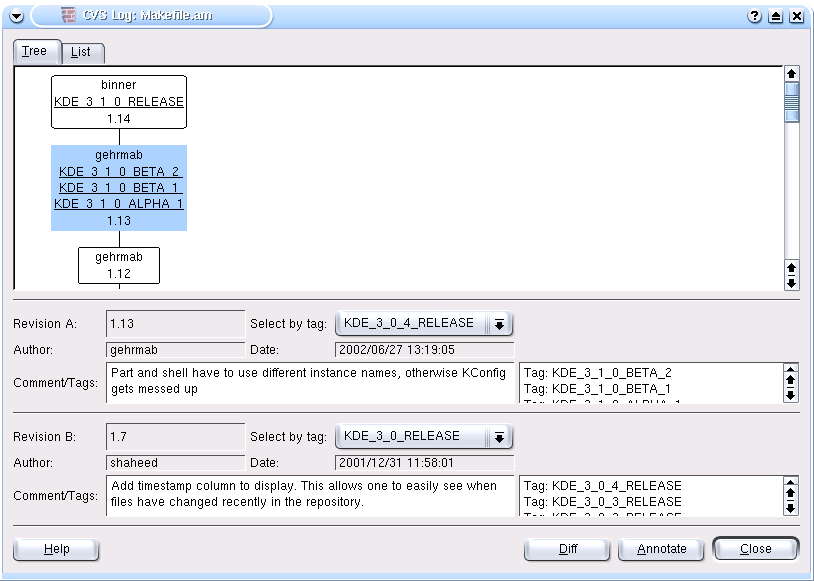 CVS Log: Makefile.am
Tree List
binner
KDE_3_1_0_RELEASE
1.14
gehrmab
KDE_3_1_0_BETA_2
KDE_3_1_0_BETA_1
KDE_3_1_0_ALPHA_1
1.13
gehrmab
1.12
Revision A: 1.13 Select by tag: KDE_3_0_4_RELEASE
Author: gehrmab Date: 2002/06/27 13:19:05
Comment/Tags: Part and shell have to use different instance names, otherwise KConfig
gets messed up
Tag: KDE_3_1_0_BETA_2
Tag: KDE_3_1_0_BETA_1
Tag: KDE_3_1_0_ALPHA_1
Revision B: 1.7 Select by tag: KDE_3_0_RELEASE
Author: shaheed Date: 2001/12/31 11:58:01
Comment/Tags: Add timestamp column to display. This allows one to easily see when
files have changed recently in the repository.
Tag: KDE_3_0_4_RELEASE
Tag: KDE_3_0_3_RELEASE
Help Diff Annotate Close